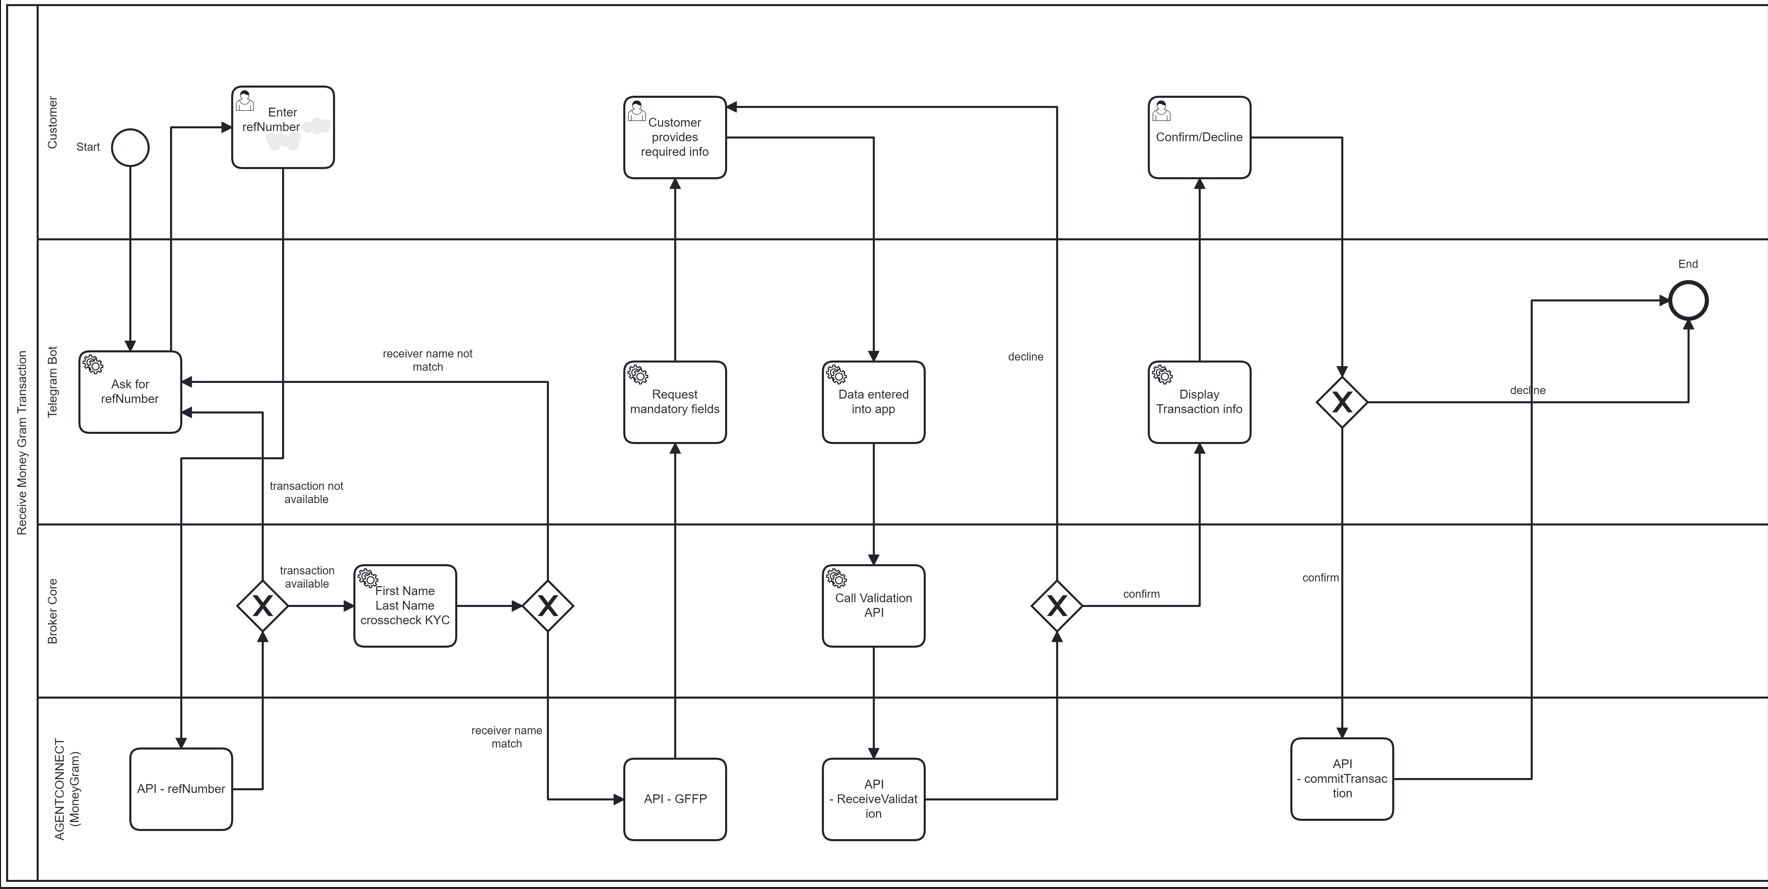 Receive Money Gram Transaction
Customer
Start
Enter
refNumber
Customer
provides
required info
Confirm/Decline
Telegram Bot
End
Ask for
refNumber
receiver name not
match
Request
mandatory fields
Data entered
into app
decline
Display
Transaction info
X
decline
transaction not
available
Broker Core
X
transaction
available
First Name
Last Name
crosscheck KYC
X
Call Validation
API
X
confirm
confirm
AGENTCONNECT
(MoneyGram)
API - refNumber
receiver name
match
API - GFFP
API
- ReceiveValidat
ion
API
- commitTransac
tion